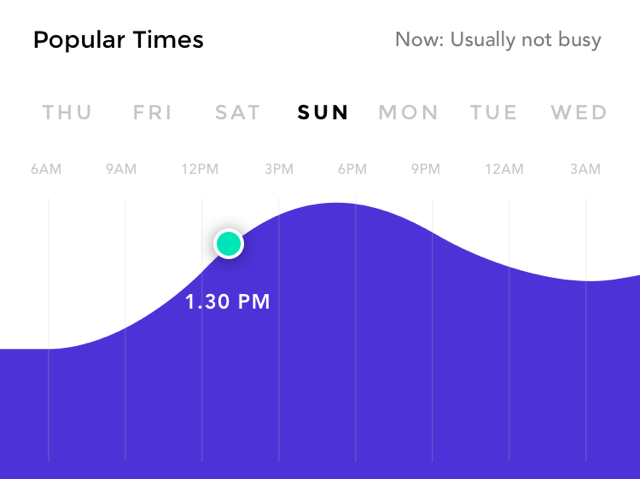 Popular Times
Now: Usually not busy
THU FRI SAT SUN MON TUE WED
6AM 9AM 12PM 3PM 6PM 9PM 12AM 3AM
1.30 PM